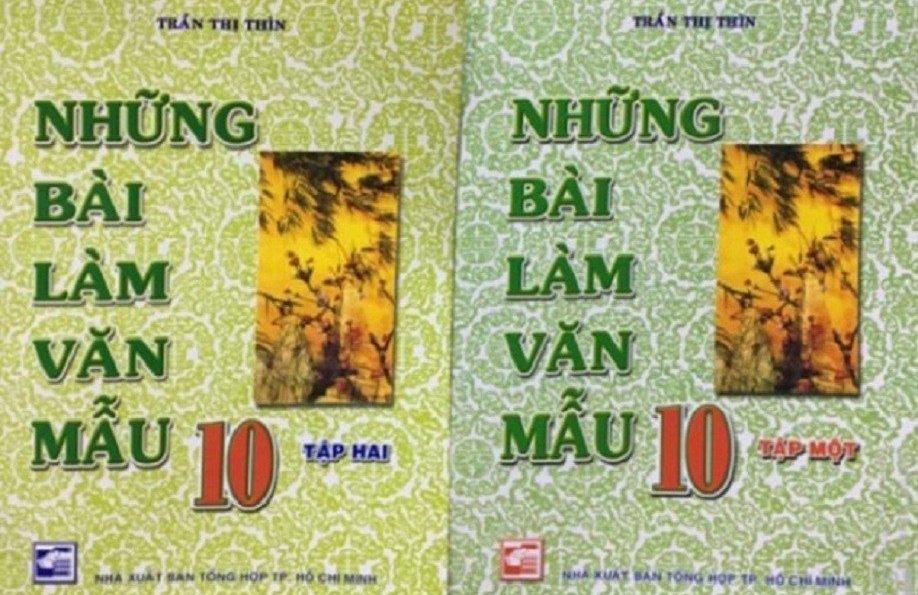 TRẦN THỊ THÌN
NHỮNG
BÀI
LÀM
VĂN
MẪU 10
TẬP HAI
NHÀ XUẤT BẢN TỔNG HỢP TP. HỒ CHÍ MINH
TRẦN THỊ THÌN
NHỮNG
BÀI
LÀM
VĂN
MẪU 10
TẬP MỘT
NHÀ XUẤT BẢN TỔNG HỢP TP. HỒ CHÍ MINH